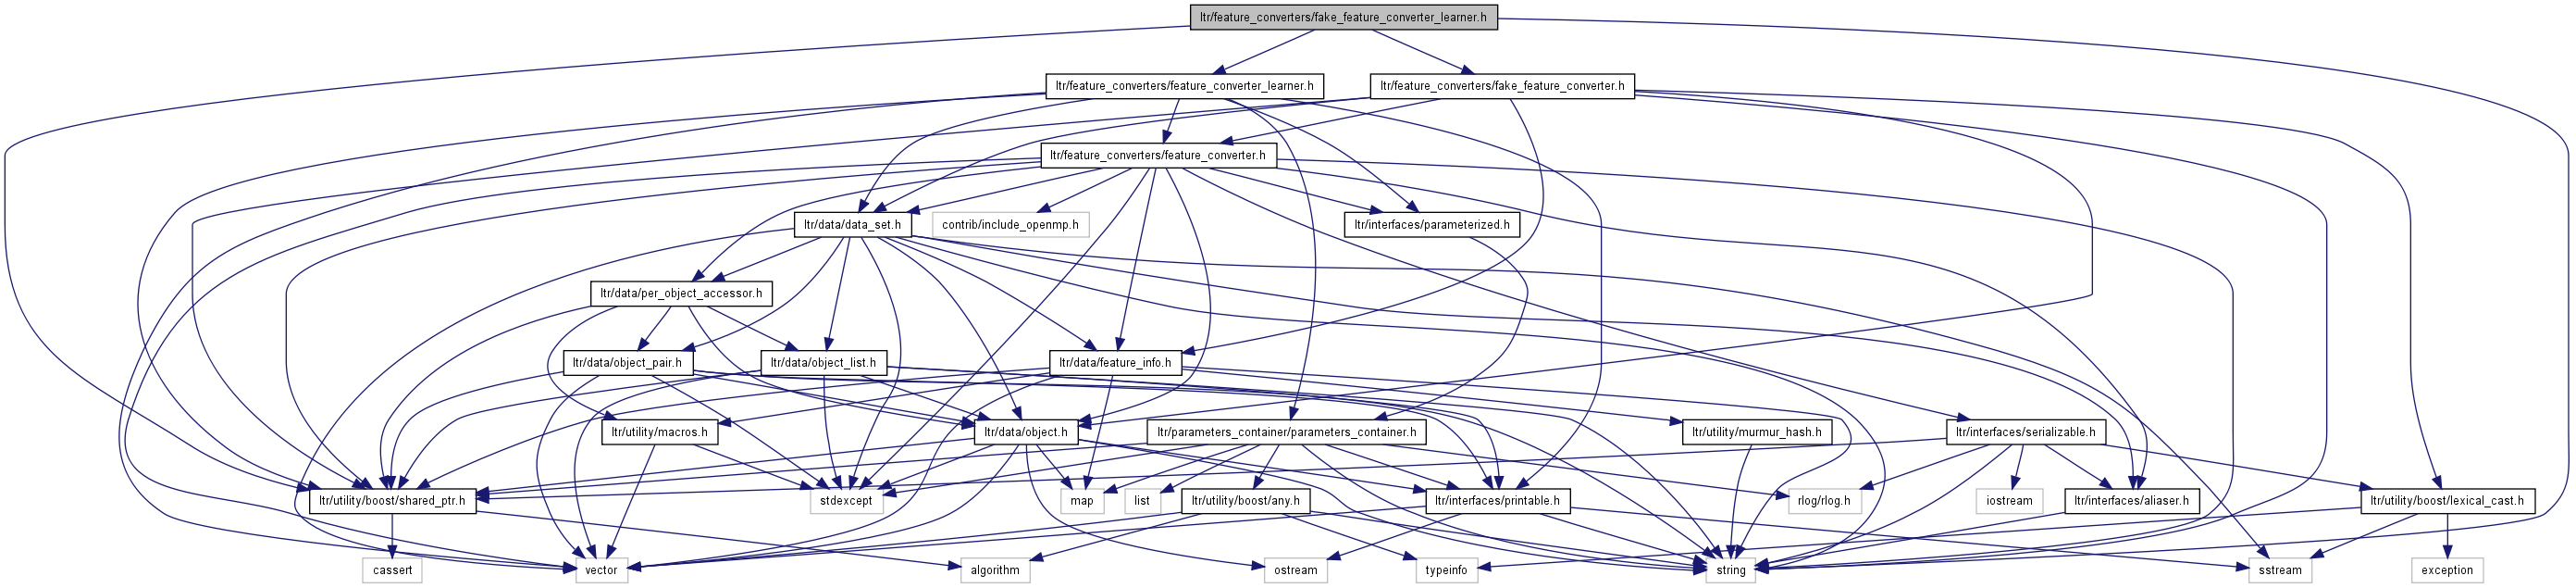 ltr/feature_converters/fake_feature_converter_learner.h
ltr/feature_converters/feature_converter_learner.h
ltr/feature_converters/fake_feature_converter.h
ltr/feature_converters/feature_converter.h
ltr/data/data_set.h
contrib/include_openmp.h
ltr/interfaces/parameterized.h
ltr/data/per_object_accessor.h
ltr/data/object_pair.h
ltr/data/object_list.h
ltr/data/feature_info.h
ltr/utility/macros.h
ltr/data/object.h
ltr/parameters_container/parameters_container.h
ltr/utility/murmur_hash.h
ltr/interfaces/serializable.h
ltr/utility/boost/shared_ptr.h
stdexcept
map
list
ltr/utility/boost/any.h
ltr/interfaces/printable.h
rlog/rlog.h
iostream
ltr/interfaces/aliaser.h
ltr/utility/boost/lexical_cast.h
cassert
vector
algorithm
ostream
typeinfo
string
sstream
exception